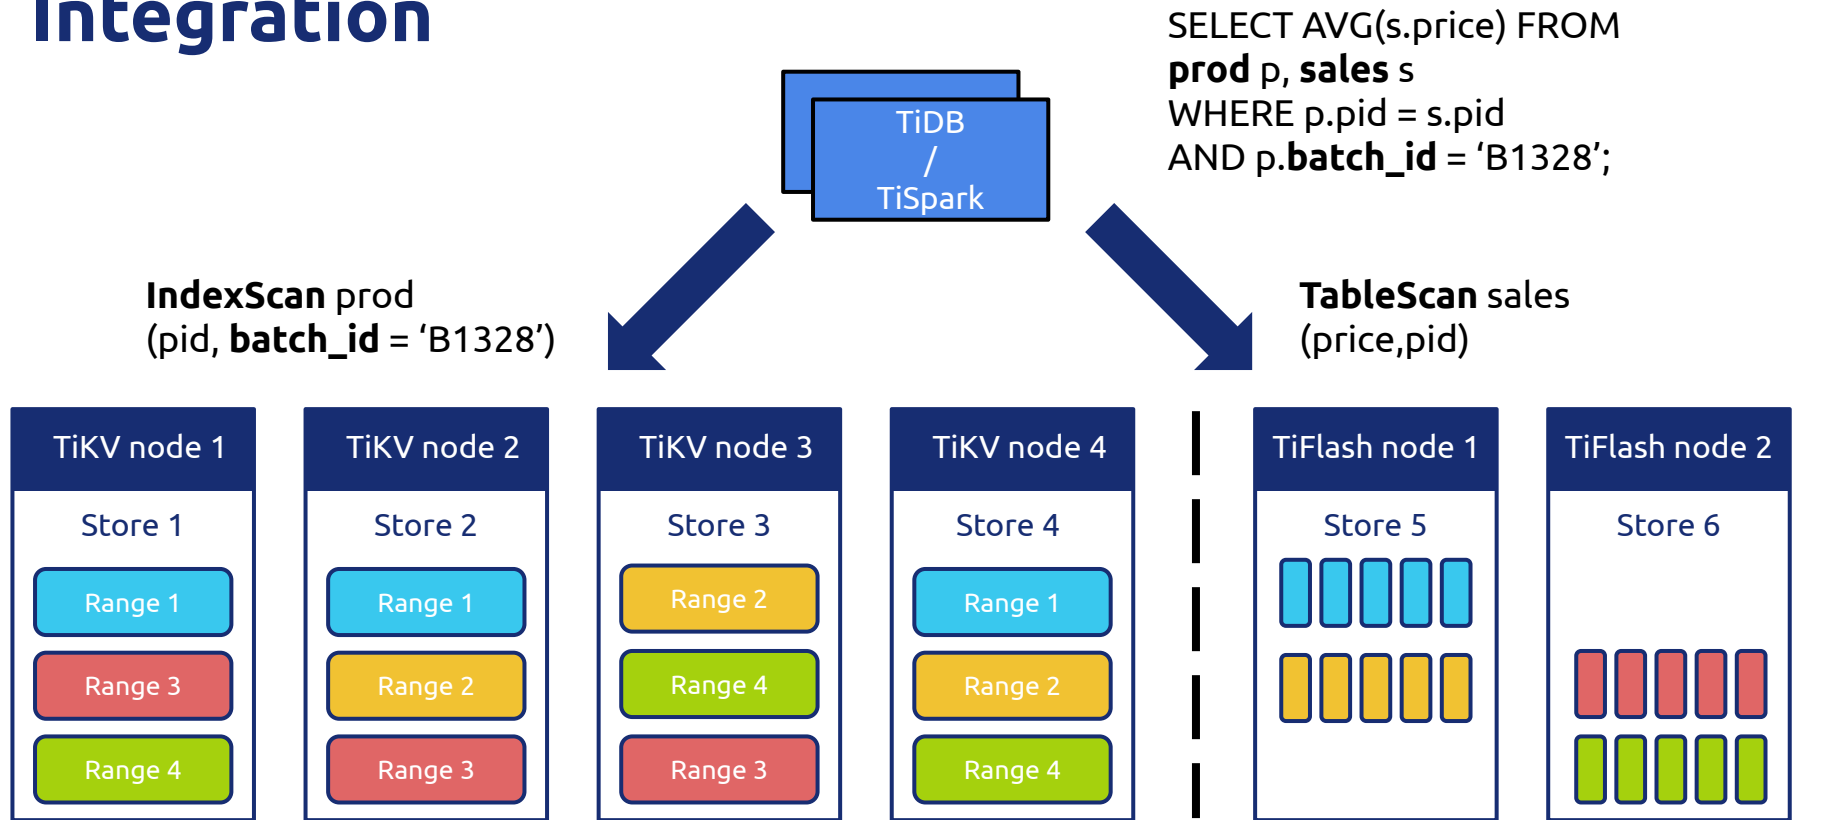 Integration
SELECT AVG(s.price) FROM
prod p, sales s
WHERE p.pid = s.pid
AND p.batch_id = ‘B1328’;
TiDB
/
TiSpark
IndexScan prod
(pid, batch_id = ‘B1328’)
TableScan sales
(price,pid)
TiKV node 1
Store 1
Range 1
Range 3
Range 4
TiKV node 2
Store 2
Range 1
Range 2
Range 3
TiKV node 3
Store 3
Range 2
Range 4
Range 3
TiKV node 4
Store 4
Range 1
Range 2
Range 4
TiFlash node 1
Store 5
TiFlash node 2
Store 6